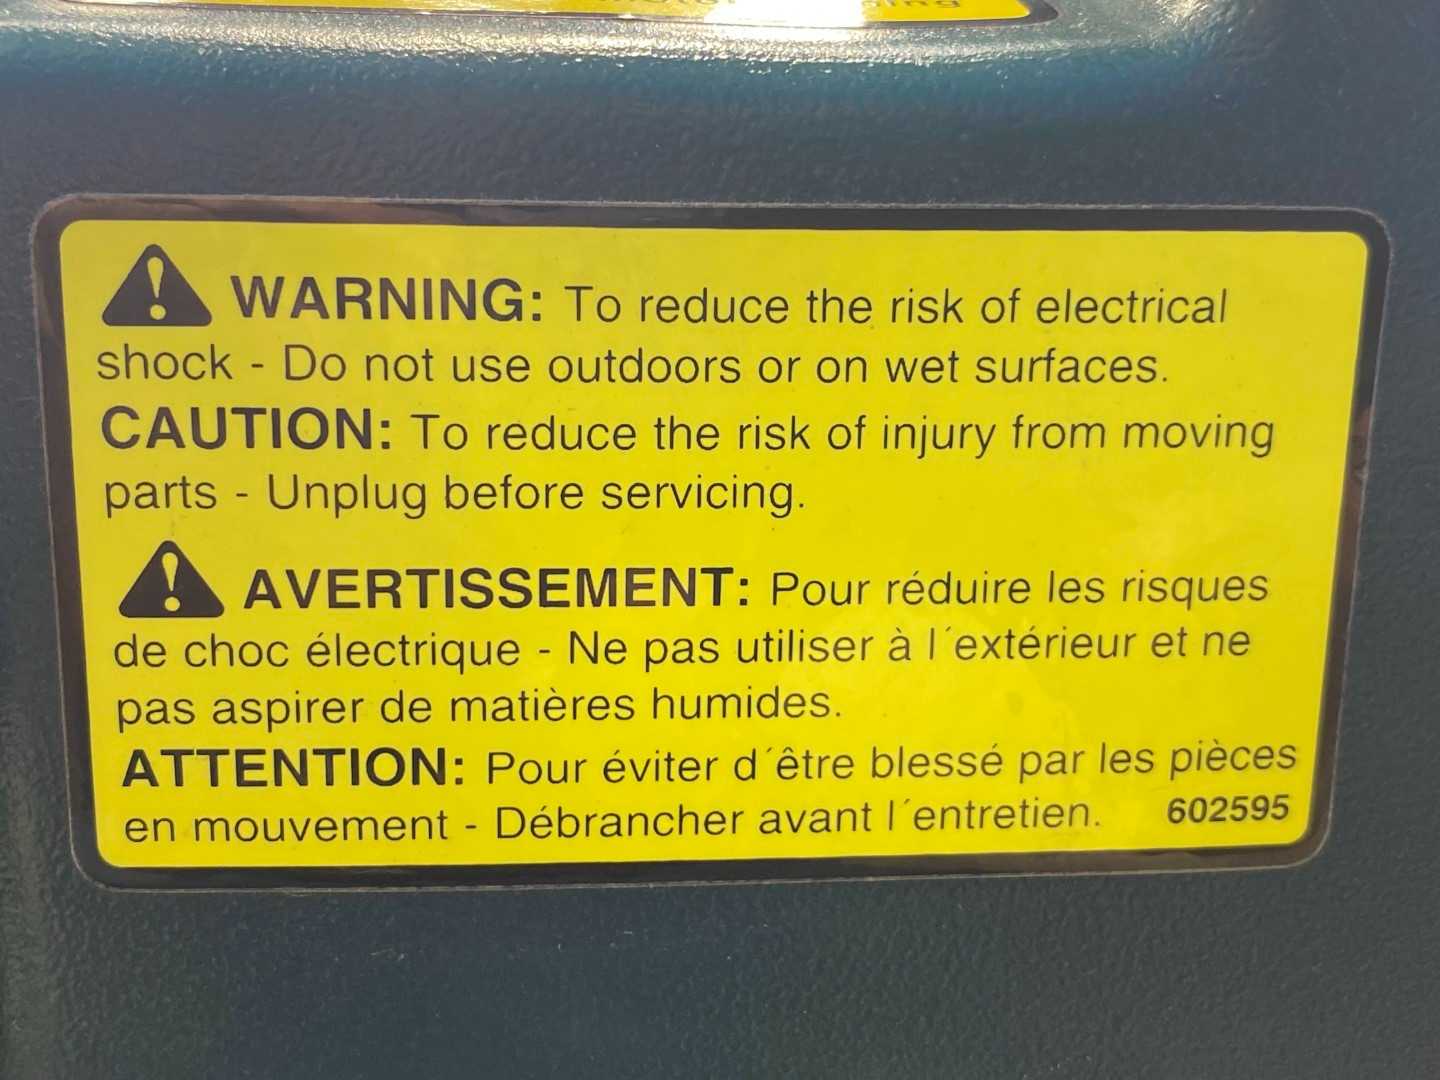 WARNING: To reduce the risk of electrical
shock - Do not use outdoors or on wet surfaces.
CAUTION: To reduce the risk of injury from moving
parts - Unplug before servicing.
AVERTISSEMENT: Pour réduire les risques
de choc électrique - Ne pas utiliser à l´extérieur et ne
pas aspirer de matières humides.
ATTENTION: Pour éviter d´être blessé par les pièces
en mouvement - Débrancher avant l´entretien. 602595